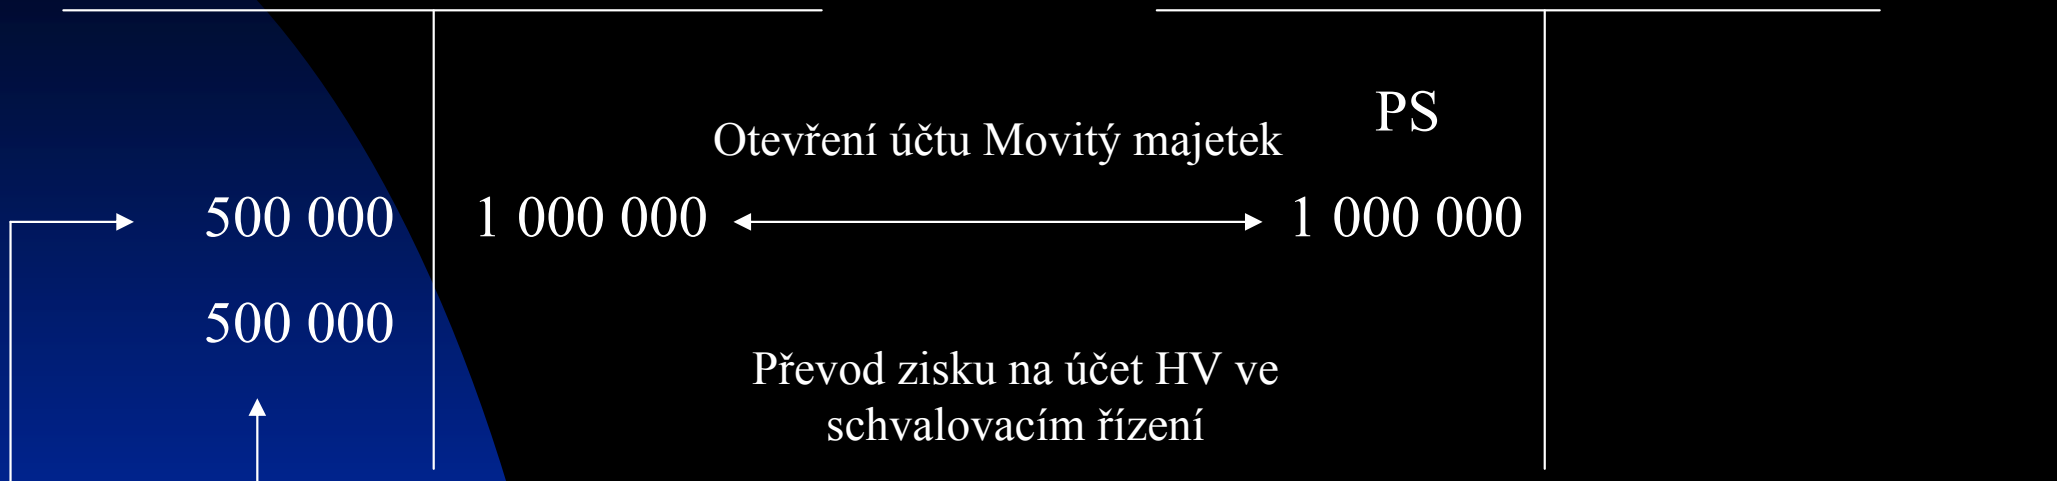 PS
Otevření účtu Movitý majetek
500 000 1 000 000 1 000 000
500 000
Převod zisku na účet HV ve
schvalovacím řízení